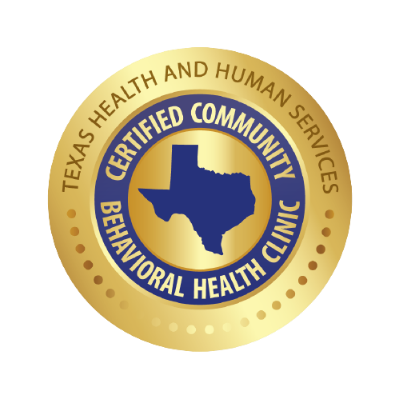 TEXAS HEALTH AND HUMAN SERVICES
CERTIFIED COMMUNITY
BEHAVIORAL HEALTH CLINIC